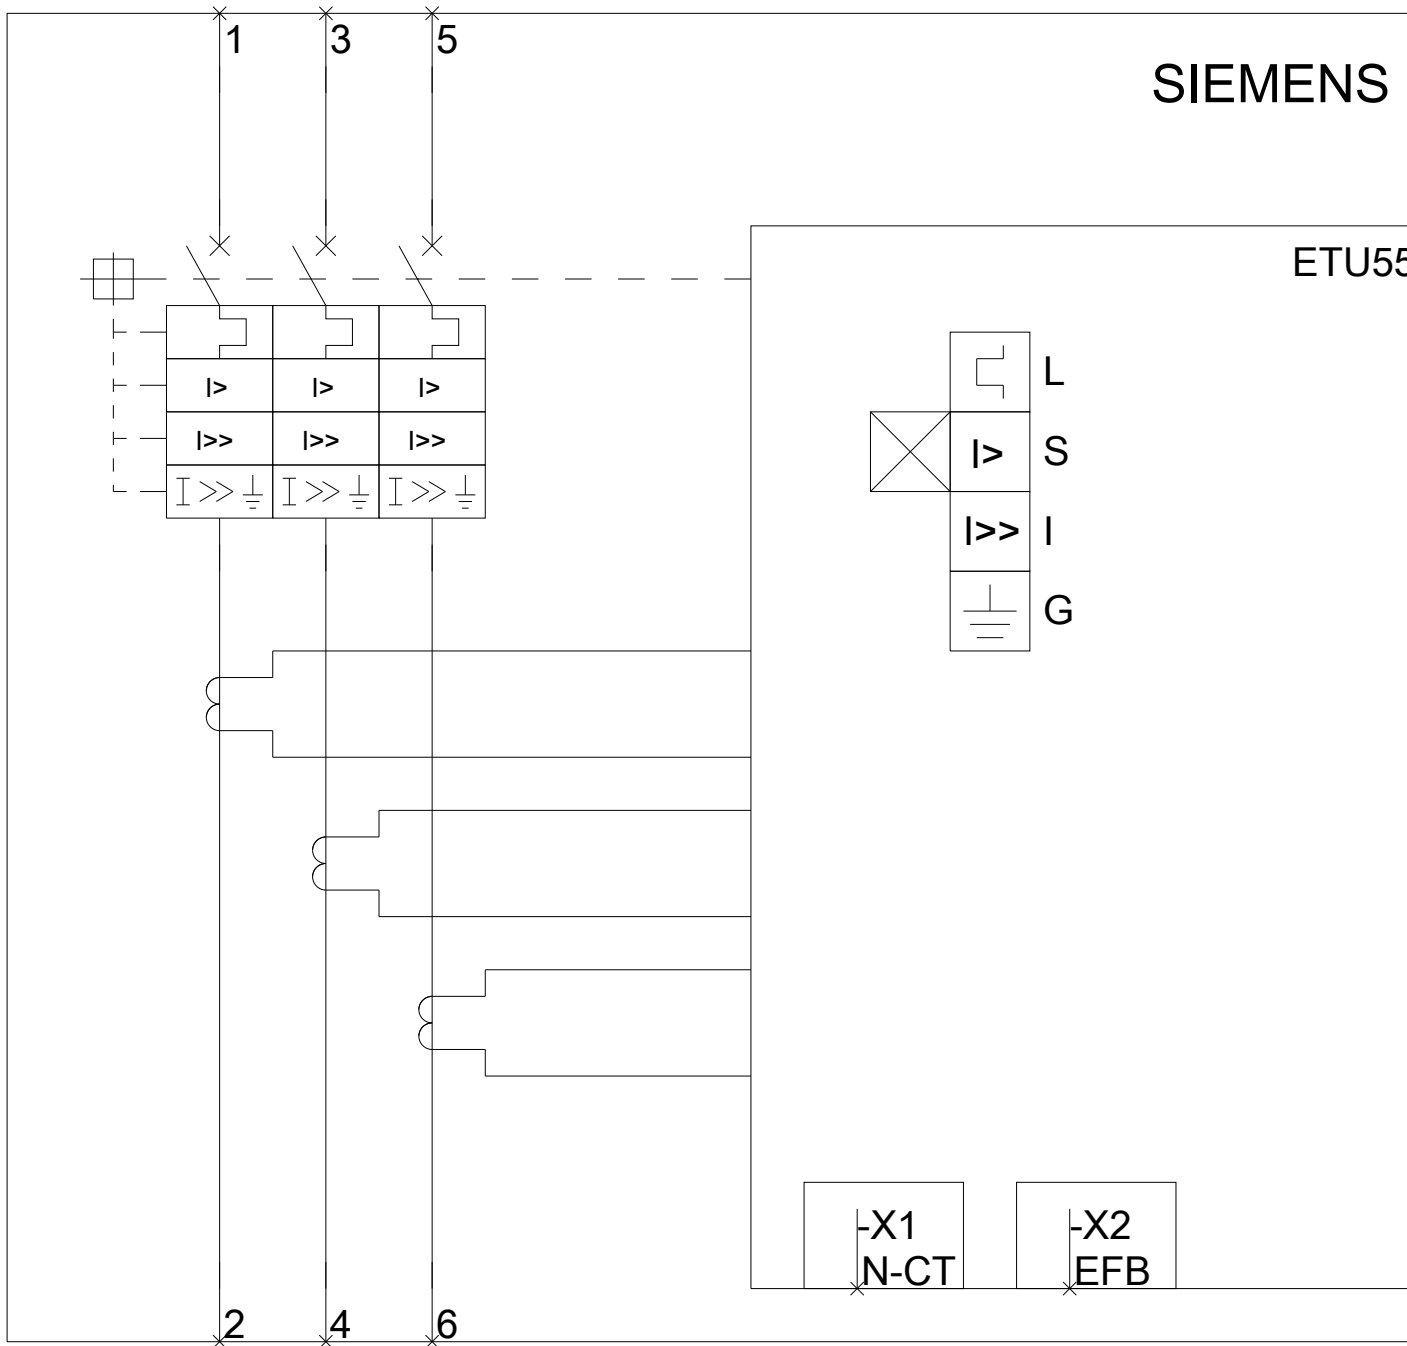 1 3 5
SIEMENS
ETU55
L
I> I> I>
I> S
I>> I>> I>>
I >> I >> I >>
I>> I
G
-X1 -X2
N-CT EFB
2 4 6